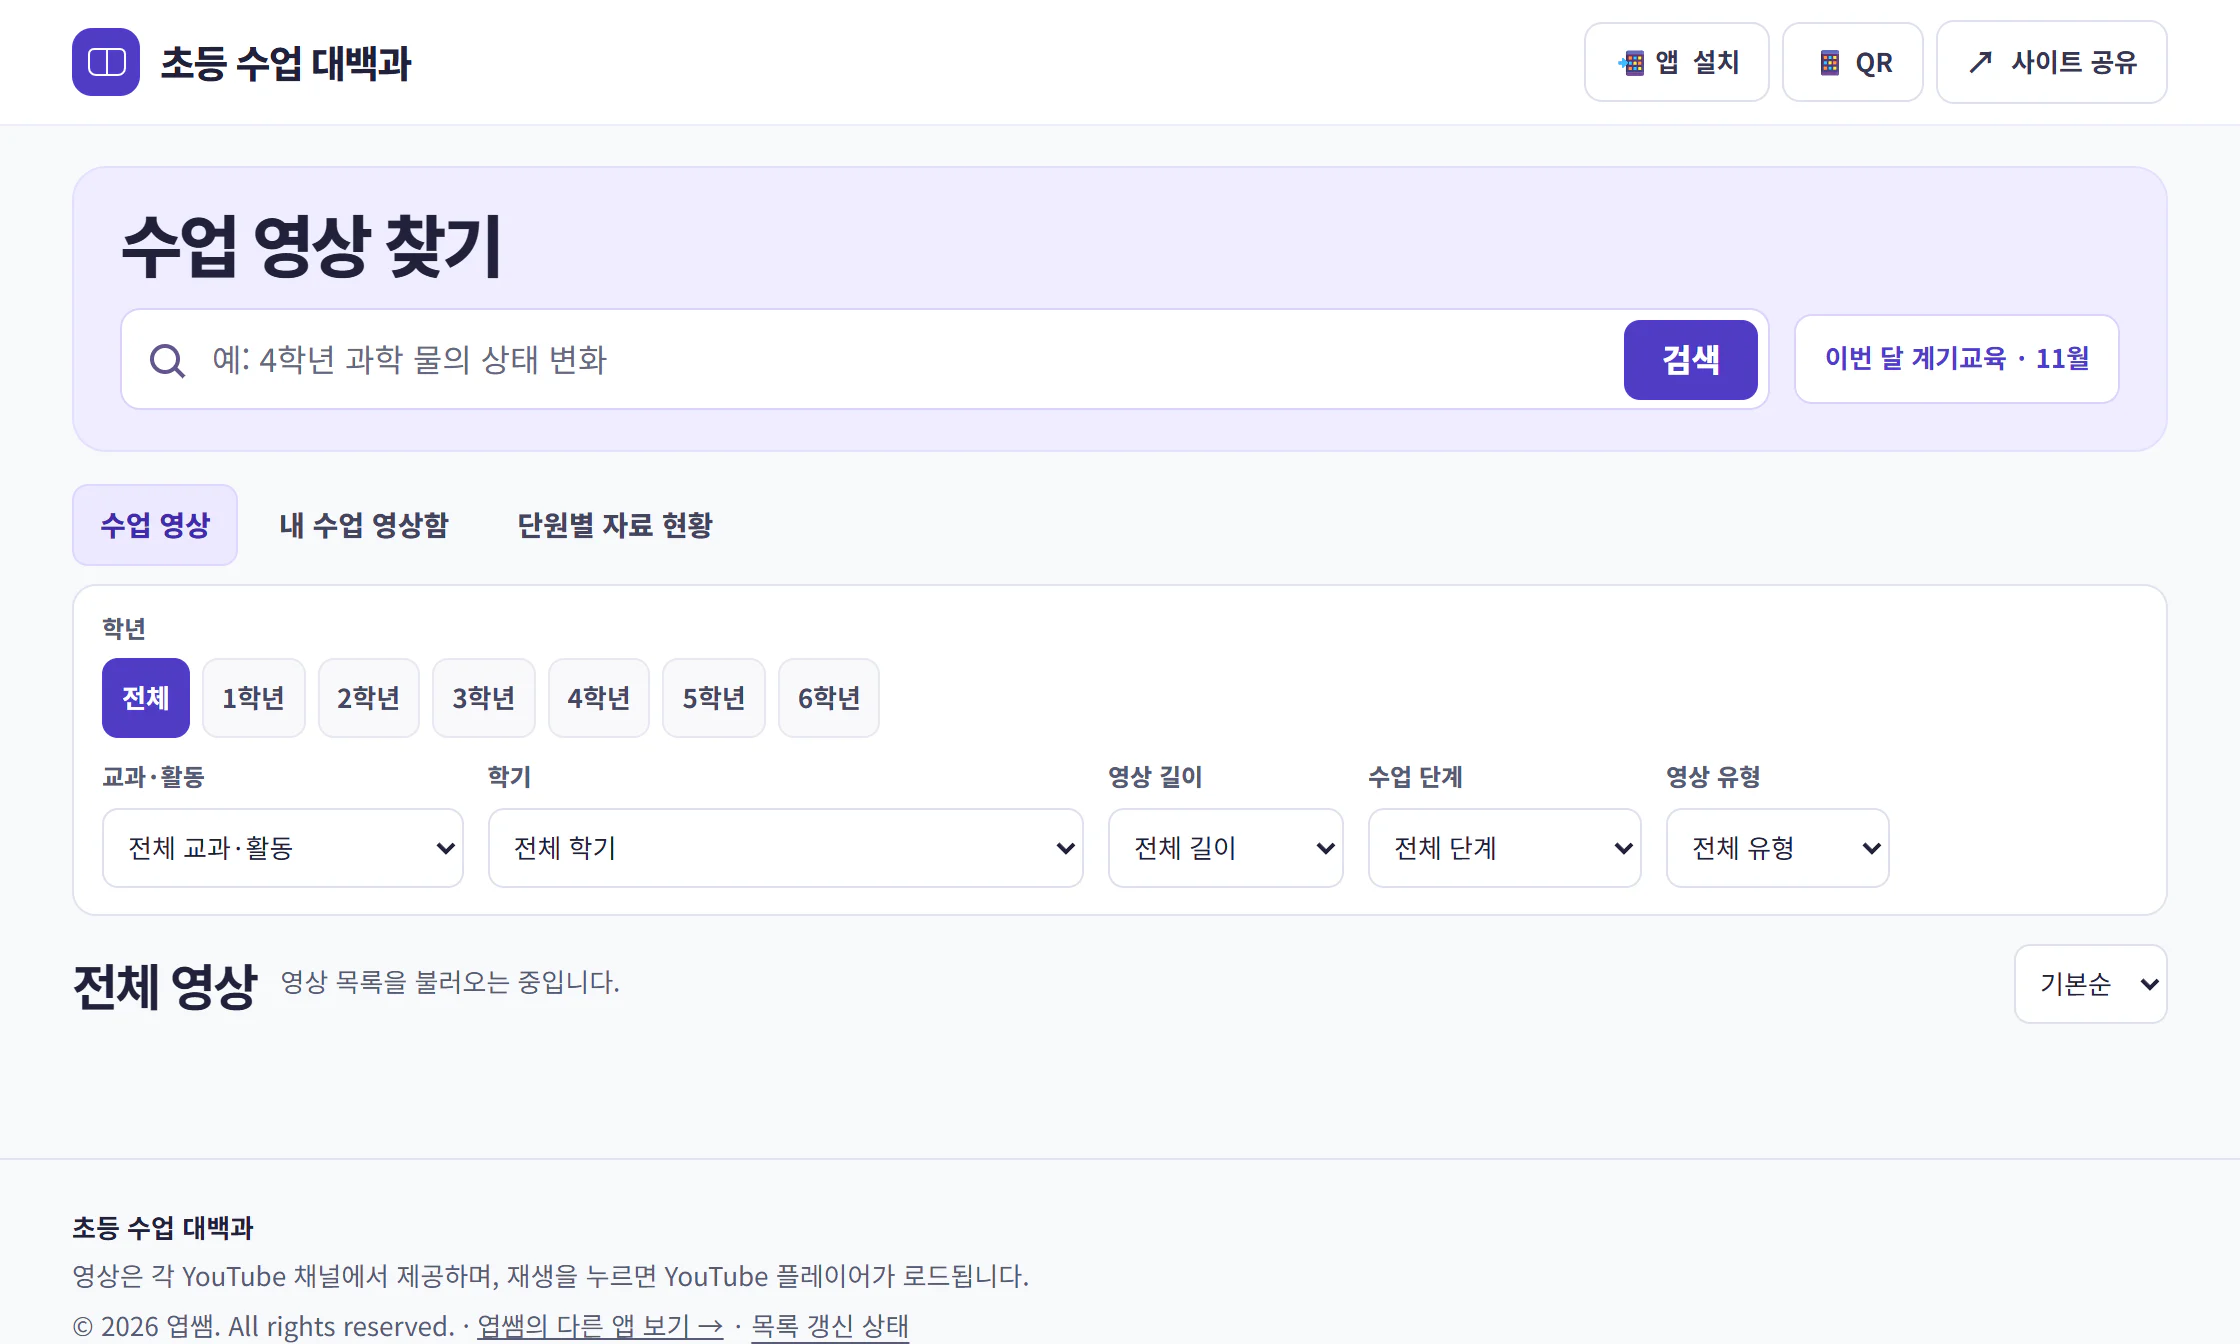 초등 수업 대백과
앱 설치
QR
사이트 공유
수업 영상 찾기
예: 4학년 과학 물의 상태 변화
검색
이번 달 계기교육 · 11월
수업 영상
내 수업 영상함
단원별 자료 현황
학년
전체 1학년 2학년 3학년 4학년 5학년 6학년
교과·활동 학기 영상 길이 수업 단계 영상 유형
전체 교과·활동 전체 학기 전체 길이 전체 단계 전체 유형
전체 영상 영상 목록을 불러오는 중입니다. 기본순
초등 수업 대백과
영상은 각 YouTube 채널에서 제공하며, 재생을 누르면 YouTube 플레이어가 로드됩니다.
© 2026 엽쌤. All rights reserved. · 엽쌤의 다른 앱 보기 → · 목록 갱신 상태